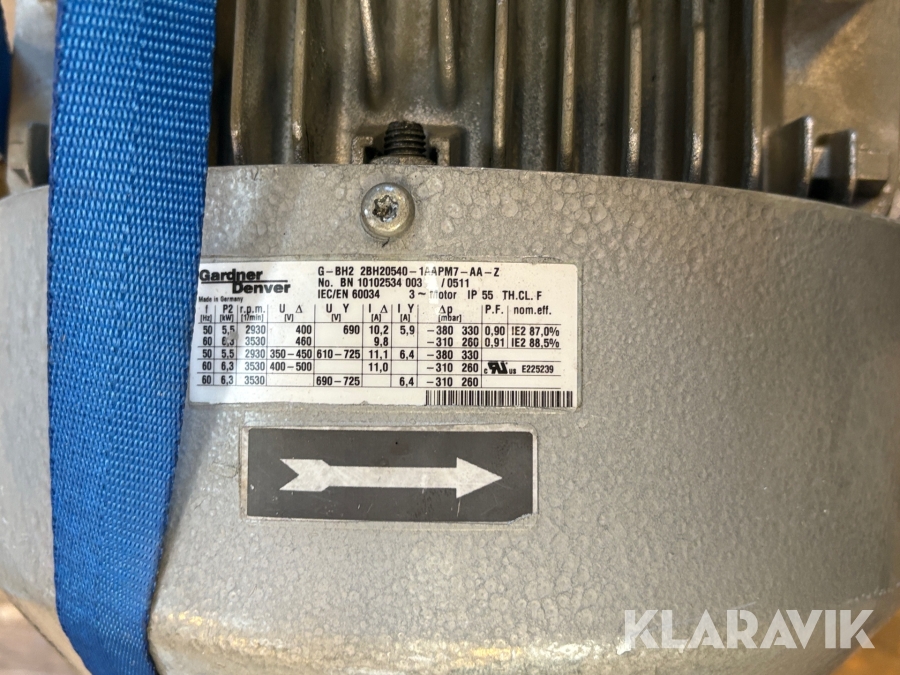 Gardner
Denver
Made in Germany
G-BH2 2BH20540-1AAPM7-AA-Z
No. BN 10102534 003 /0511
IEC/EN 60034 3~Motor IP 55 TH.CL. F
f [Hz] P2 [kW] r.p.m. [1/min] U Δ [V] U Y [V] I Δ [A] I Y [A] Δp [mbar] P.F. nom.eff.
50 5,5 2930 400 690 10,2 5,9 -380 330 0,90 IE2 87,0%
60 6,3 3530 460 9,8 -310 260 0,91 IE2 88,5%
50 5,5 2930 350-450 610-725 11,1 6,4 -380 330
60 6,3 3530 400-500 11,0 -310 260 c RU us E225239
60 6,3 3530 690-725 6,4 -310 260
KLARAVIK